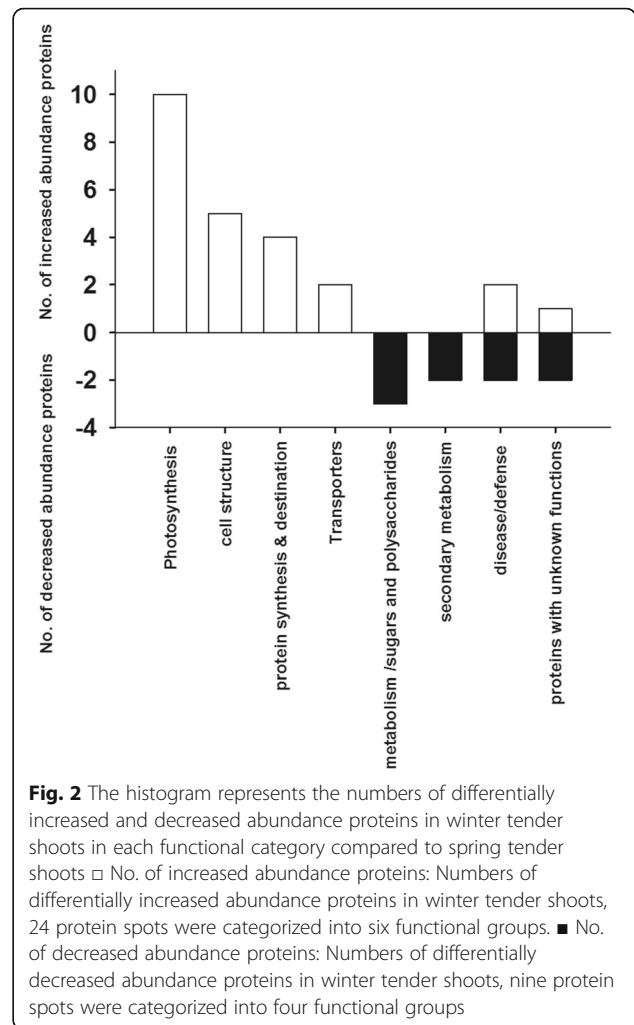 No. of increased abundance proteins
No. of decreased abundance proteins
10
8
6
4
2
0
-2
-4
Photosynthesis
cell structure
protein synthesis & destination
Transporters
metabolism /sugars and polysaccharides
secondary metabolism
disease/defense
proteins with unknown functions
Fig. 2 The histogram represents the numbers of differentially
increased and decreased abundance proteins in winter tender
shoots in each functional category compared to spring tender
shoots □ No. of increased abundance proteins: Numbers of
differentially increased abundance proteins in winter tender shoots,
24 protein spots were categorized into six functional groups. ■ No.
of decreased abundance proteins: Numbers of differentially
decreased abundance proteins in winter tender shoots, nine protein
spots were categorized into four functional groups